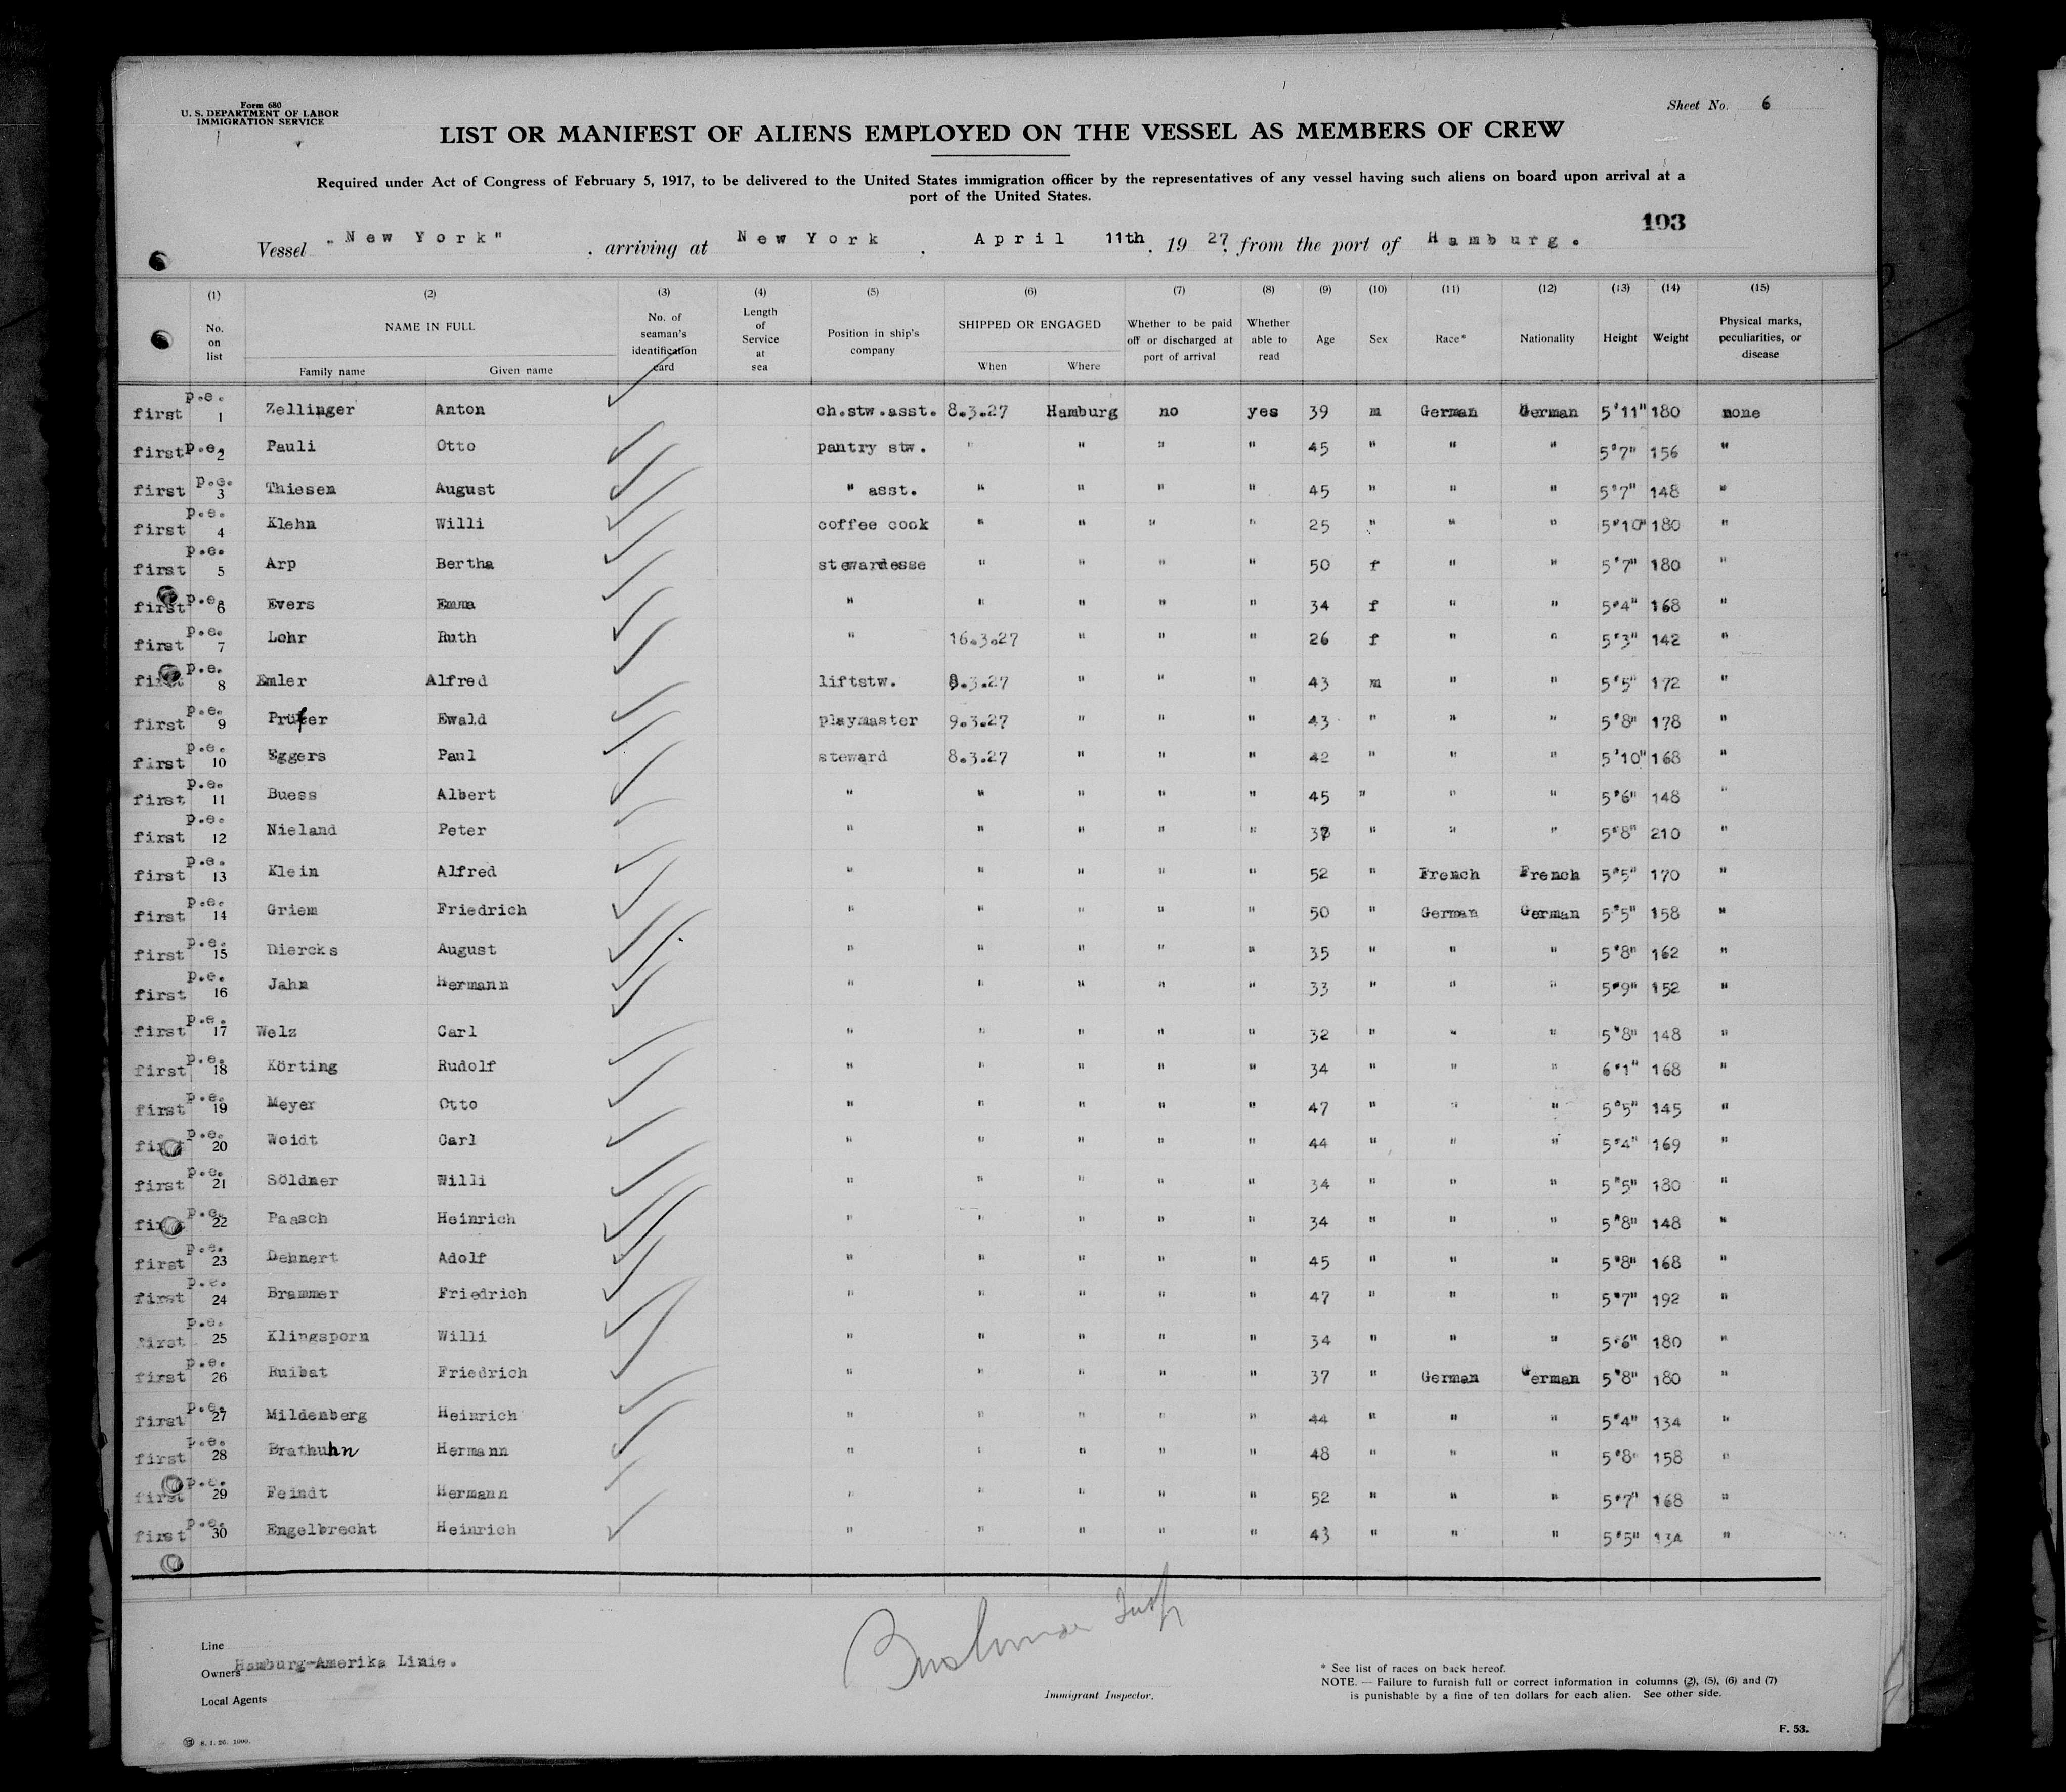 Form 680
U. S. DEPARTMENT OF LABOR
IMMIGRATION SERVICE
Sheet No. 6
LIST OR MANIFEST OF ALIENS EMPLOYED ON THE VESSEL AS MEMBERS OF CREW
Required under Act of Congress of February 5, 1917, to be delivered to the United States immigration officer by the representatives of any vessel having such aliens on board upon arrival at a
port of the United States.
193
Vessel "New York" , arriving at New York , April 11th , 19 27, from the port of Hamburg.
(1) (2) (3) (4) (5) (6) (7) (8) (9) (10) (11) (12) (13) (14) (15)
No. on list NAME IN FULL Family name Given name No. of seaman's identification card Length of Service at sea Position in ship's company SHIPPED OR ENGAGED When Where Whether to be paid off or discharged at port of arrival Whether able to read Age Sex Race* Nationality Height Weight Physical marks, peculiarities, or disease
first p.e. 1 Zellinger Anton ch.stw.asst. 8.3.27 Hamburg no yes 39 m German German 5'11" 180 none
first p.e. 2 Pauli Otto pantry stw. " " " " 45 " " " 5'7" 156 "
first p.e. 3 Thiesen August " asst. " " " " 45 " " " 5'7" 148 "
first p.e. 4 Klehn Willi coffee cook " " " " 25 " " " 5'10" 180 "
first p.e. 5 Arp Bertha stewardesse " " " " 50 f " " 5'7" 180 "
first p.e. 6 Evers Emma " " " " " 34 f " " 5'4" 168 "
first p.e. 7 Lohr Ruth " 16.3.27 " " " 26 f " " 5'3" 142 "
first p.e. 8 Emler Alfred liftstw. 8.3.27 " " " 43 m " " 5'5" 172 "
first p.e. 9 Prüfer Ewald playmaster 9.3.27 " " " 43 " " " 5'8" 178 "
first p.e. 10 Eggers Paul steward 8.3.27 " " " 42 " " " 5'10" 168 "
first p.e. 11 Buess Albert " " " " " 45 " " " 5'6" 148 "
first p.e. 12 Nieland Peter " " " " " " " " 5'8" 210 "
first p.e. 13 Klein Alfred " " " " " 52 " French French 5'5" 170 "
first p.e. 14 Griem Friedrich " " " " " 50 " German German 5'5" 158 "
first p.e. 15 Diercks August " " " " " 35 " " " 5'8" 162 "
first p.e. 16 Jahn Hermann " " " " " 33 " " " 5'9" 152 "
first p.e. 17 Welz Carl " " " " " 32 " " " 5'8" 148 "
first p.e. 18 Körting Rudolf " " " " " 34 " " " 6'1" 168 "
first p.e. 19 Meyer Otto " " " " " 47 " " " 5'5" 145 "
first p.e. 20 Woidt Carl " " " " " 44 " " " 5'4" 169 "
first p.e. 21 Söldner Willi " " " " " 34 " " " 5'5" 180 "
first p.e. 22 Paasch Heinrich " " " " " 34 " " " 5'8" 148 "
first p.e. 23 Dehnert Adolf " " " " " 45 " " " 5'8" 168 "
first p.e. 24 Brammer Friedrich " " " " " 47 " " " 5'7" 192 "
first p.e. 25 Klingsporn Willi " " " " " 34 " " " 5'6" 180 "
first p.e. 26 Ruibat Friedrich " " " " " 37 " German German 5'8" 180 "
first p.e. 27 Mildenberg Heinrich " " " " " 44 " " " 5'4" 134 "
first p.e. 28 Brathuhn Hermann " " " " " 48 " " " 5'8" 158 "
first p.e. 29 Feindt Hermann " " " " " 52 " " " 5'7" 168 "
first p.e. 30 Engelbrecht Heinrich " " " " " 43 " " " 5'5" 134 "
Line
Owners Hamburg-Amerika Linie.
Local Agents
Immigrant Inspector.
* See list of races on back hereof.
NOTE. — Failure to furnish full or correct information in columns (2), (5), (6) and (7)
is punishable by a fine of ten dollars for each alien. See other side.
F. 53.
8. 1. 26. 1000.